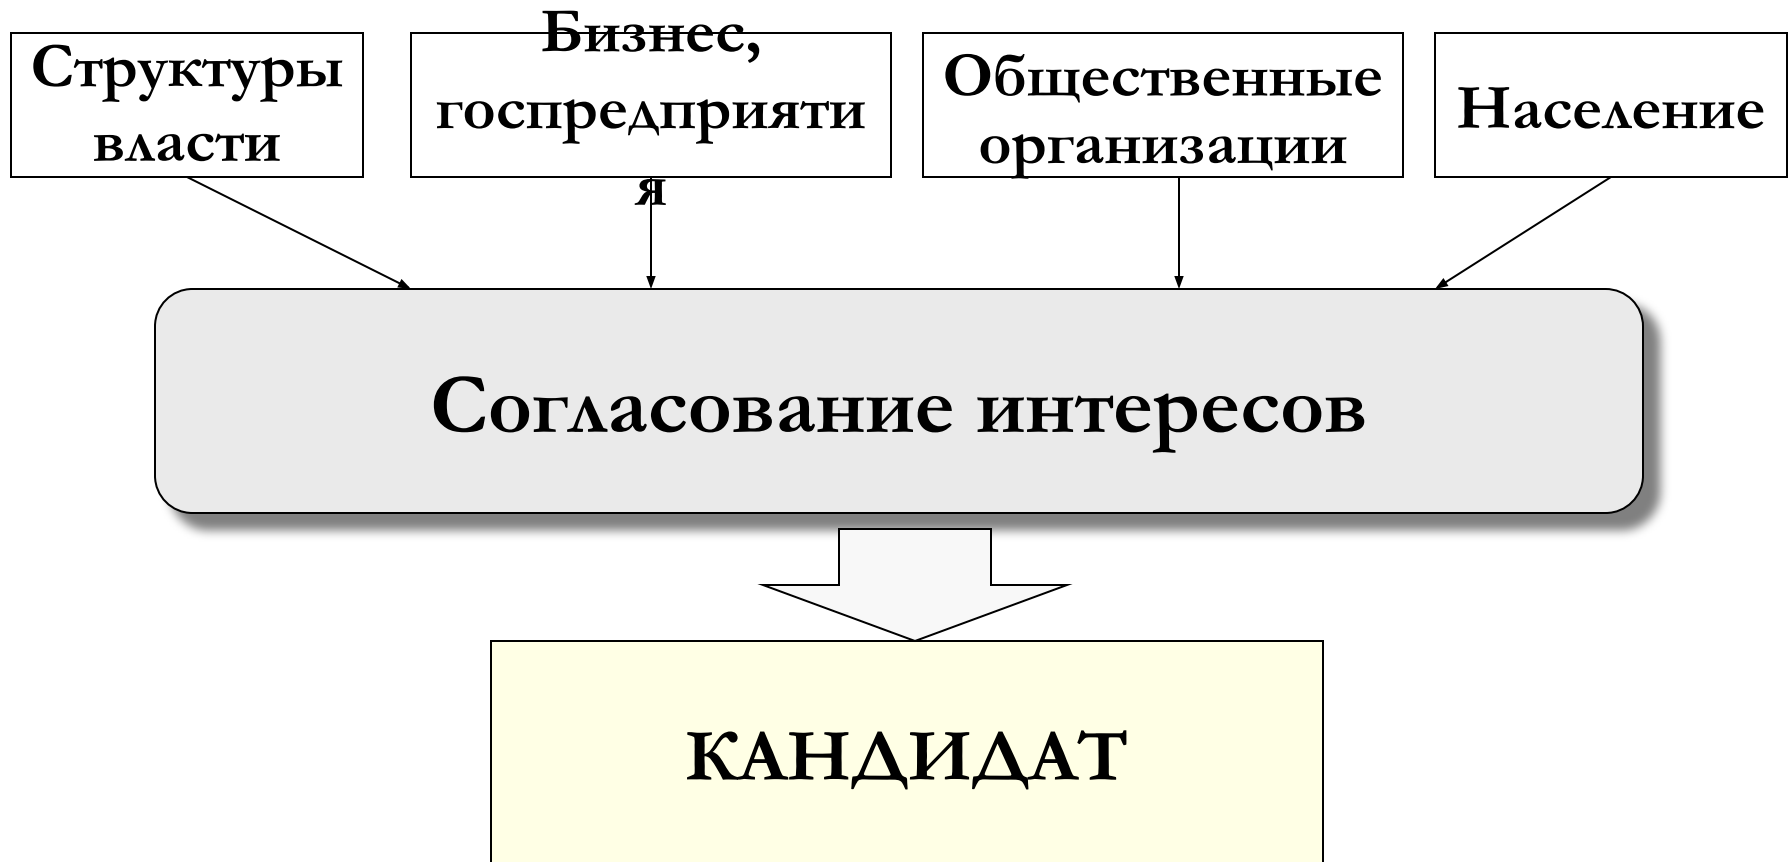 Структуры
власти
Бизнес,
госпредприяти
я
Общественные
организации
Население
Согласование интересов
КАНДИДАТ